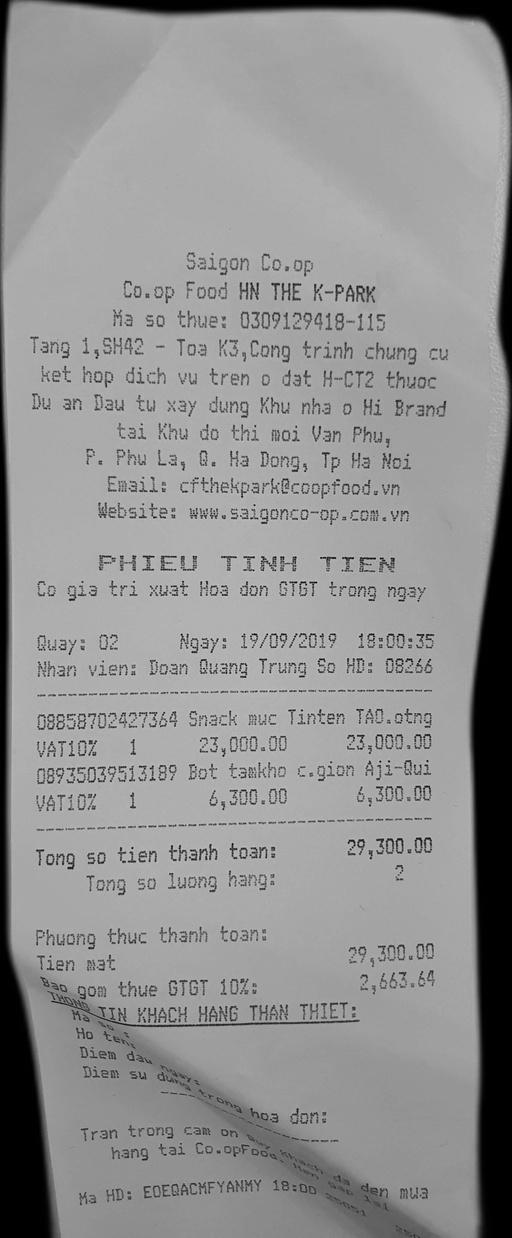 Saigon Co.op
Co.op Food HN THE K-PARK
Ma so thue: 0309129418-115
Tang 1,SH42 - Toa K3,Cong trinh chung cu
ket hop dich vu tren o dat H-CT2 thuoc
Du an Dau tu xay dung Khu nha o Hi Brand
tai Khu do thi moi Van Phu,
P. Phu La, Q. Ha Dong, Tp Ha Noi
Email: cfthekpark@coopfood.vn
Website: www.saigonco-op.com.vn
PHIEU TINH TIEN
Co gia tri xuat Hoa don GTGT trong ngay
Quay: 02 Ngay: 19/09/2019 18:00:35
Nhan vien: Doan Quang Trung So HD: 08266
08858702427364 Snack muc Tinten TAO.otng
VAT10% 1 23,000.00 23,000.00
08935039513189 Bot tamkho c.gion Aji-Qui
VAT10% 1 6,300.00 6,300.00
Tong so tien thanh toan: 29,300.00
Tong so luong hang: 2
Phuong thuc thanh toan:
Tien mat 29,300.00
Bao gom thue GTGT 10%: 2,663.64
THONG TIN KHACH HANG THAN THIET:
Ma so :
Ho ten:
Diem dau ngay:
Diem su dung trong hoa don:
Tran trong cam on Quy khach da den mua
hang tai Co.opFood. Hen gap lai
Ma HD: EOEQACMFYANMY 18:00